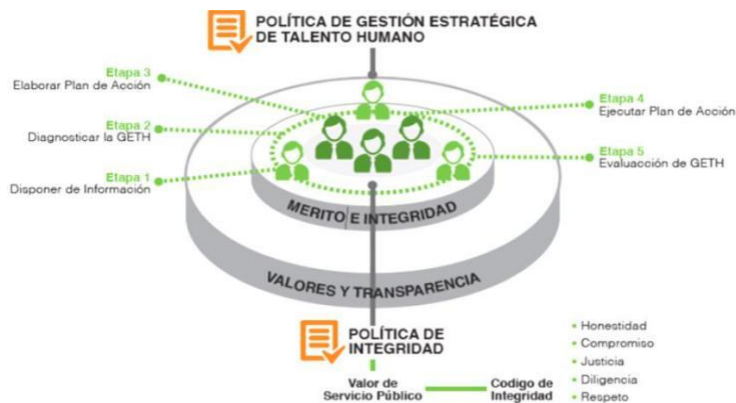 POLÍTICA DE GESTIÓN ESTRATÉGICA
DE TALENTO HUMANO
Etapa 3
Elaborar Plan de Acción
Etapa 2
Diagnosticar la GETH
Etapa 1
Disponer de Información
Etapa 4
Ejecutar Plan de Acción
Etapa 5
Evaluacción de GETH
MERITO E INTEGRIDAD
VALORES Y TRANSPARENCIA
POLÍTICA DE
INTEGRIDAD
Valor de
Servicio Público
Codigo de
Integridad
• Honestidad
• Compromiso
• Justicia
• Diligencia
• Respeto